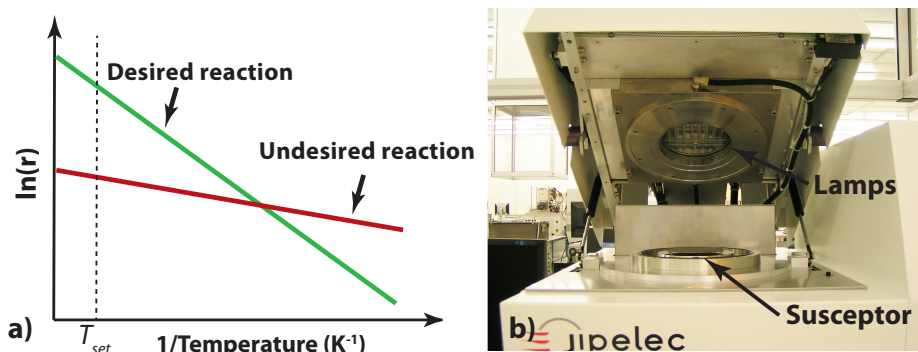 Desired reaction
Undesired reaction
ln(r)
a)
T_set
1/Temperature (K⁻¹)
Lamps
Susceptor
b)
Jipelec